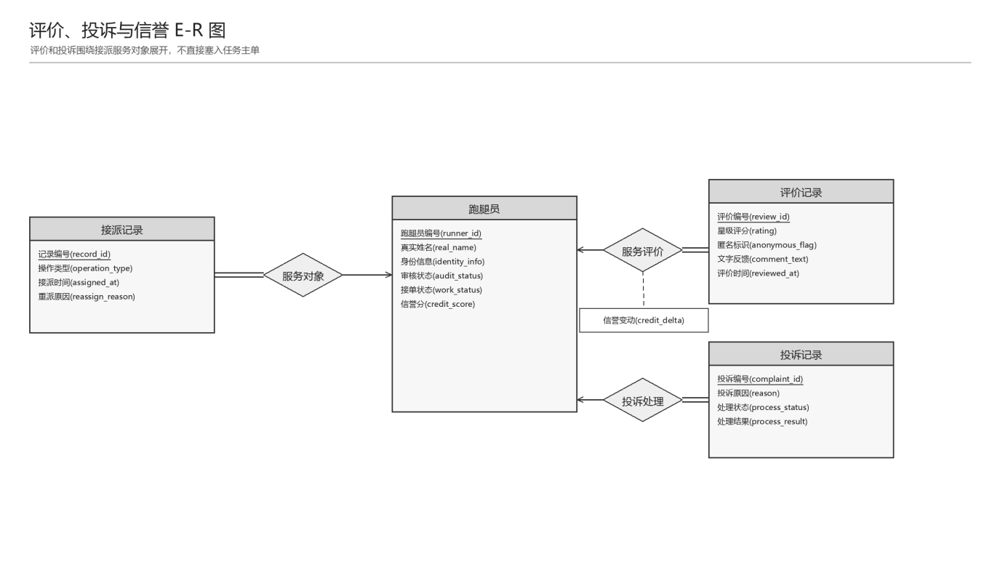 评价、投诉与信誉 E-R 图
评价和投诉围绕接派服务对象展开，不直接塞入任务主单
接派记录
记录编号(record_id)
操作类型(operation_type)
接派时间(assigned_at)
重派原因(reassign_reason)
服务对象
跑腿员
跑腿员编号(runner_id)
真实姓名(real_name)
身份信息(identity_info)
审核状态(audit_status)
接单状态(work_status)
信誉分(credit_score)
服务评价
信誉变动(credit_delta)
投诉处理
评价记录
评价编号(review_id)
星级评分(rating)
匿名标识(anonymous_flag)
文字反馈(comment_text)
评价时间(reviewed_at)
投诉记录
投诉编号(complaint_id)
投诉原因(reason)
处理状态(process_status)
处理结果(process_result)